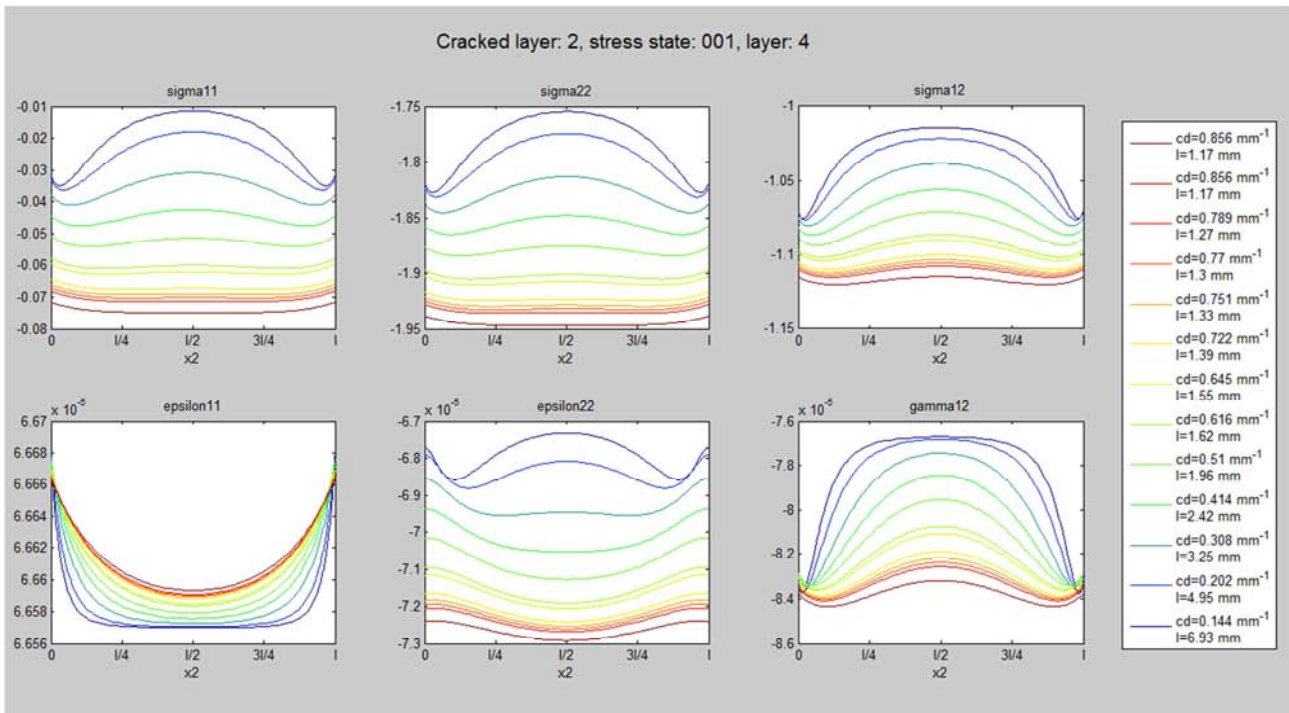 Cracked layer: 2, stress state: 001, layer: 4
sigma11
-0.01
-0.02
-0.03
-0.04
-0.05
-0.06
-0.07
-0.08
0 l/4 l/2 3l/4 l
x2
sigma22
-1.75
-1.8
-1.85
-1.9
-1.95
0 l/4 l/2 3l/4 l
x2
sigma12
-1
-1.05
-1.1
-1.15
0 l/4 l/2 3l/4 l
x2
x 10⁻⁵ epsilon11
6.67
6.668
6.666
6.664
6.662
6.66
6.658
6.656
0 l/4 l/2 3l/4 l
x2
x 10⁻⁵ epsilon22
-6.7
-6.8
-6.9
-7
-7.1
-7.2
-7.3
0 l/4 l/2 3l/4 l
x2
x 10⁻⁵ gamma12
-7.6
-7.8
-8
-8.2
-8.4
-8.6
0 l/4 l/2 3l/4 l
x2
cd=0.856 mm⁻¹
l=1.17 mm
cd=0.856 mm⁻¹
l=1.17 mm
cd=0.789 mm⁻¹
l=1.27 mm
cd=0.77 mm⁻¹
l=1.3 mm
cd=0.751 mm⁻¹
l=1.33 mm
cd=0.722 mm⁻¹
l=1.39 mm
cd=0.645 mm⁻¹
l=1.55 mm
cd=0.616 mm⁻¹
l=1.62 mm
cd=0.51 mm⁻¹
l=1.96 mm
cd=0.414 mm⁻¹
l=2.42 mm
cd=0.308 mm⁻¹
l=3.25 mm
cd=0.202 mm⁻¹
l=4.95 mm
cd=0.144 mm⁻¹
l=6.93 mm